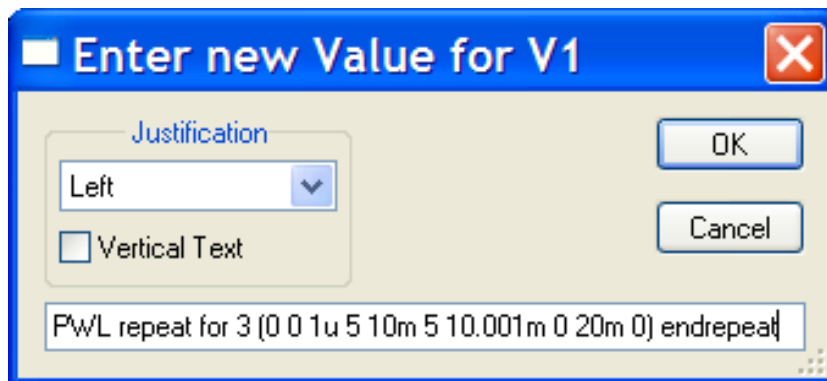 Enter new Value for V1
Justification
Left
OK
Vertical Text
Cancel
PWL repeat for 3 (0 0 1u 5 10m 5 10.001m 0 20m 0) endrepeat